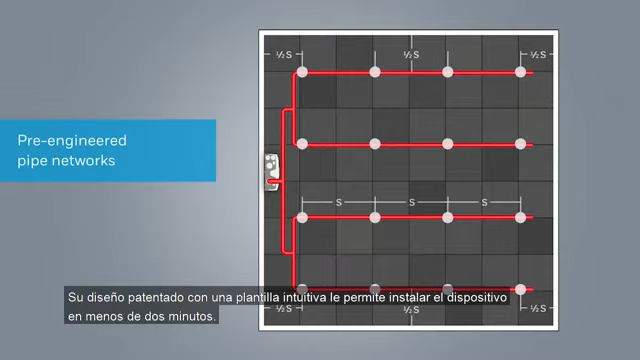 ½ S
½ S
½ S
Pre-engineered
pipe networks
S
S
S
Su diseño patentado con una plantilla intuitiva le permite instalar el dispositivo
en menos de dos minutos.
½ S
½ S
½ S